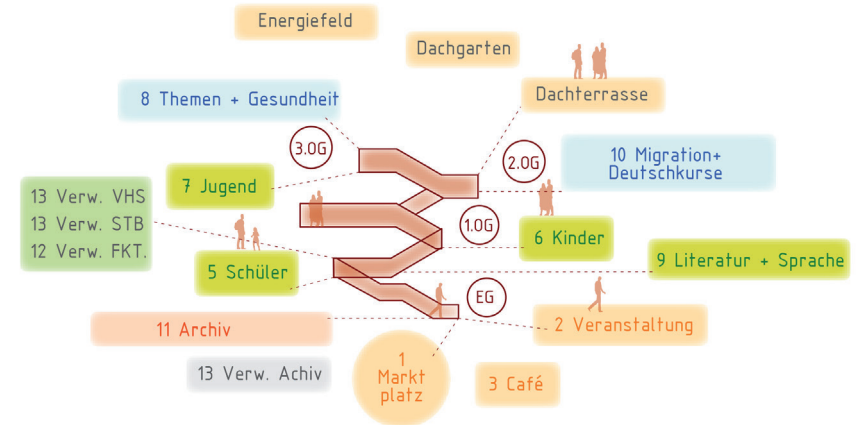 Energiefeld
Dachgarten
Dachterrasse
8 Themen + Gesundheit
3.OG
2.OG
10 Migration+
Deutschkurse
7 Jugend
13 Verw. VHS
13 Verw. STB
12 Verw. FKT.
1.OG
6 Kinder
5 Schüler
9 Literatur + Sprache
EG
11 Archiv
2 Veranstaltung
13 Verw. Achiv
1
Markt
platz
3 Café